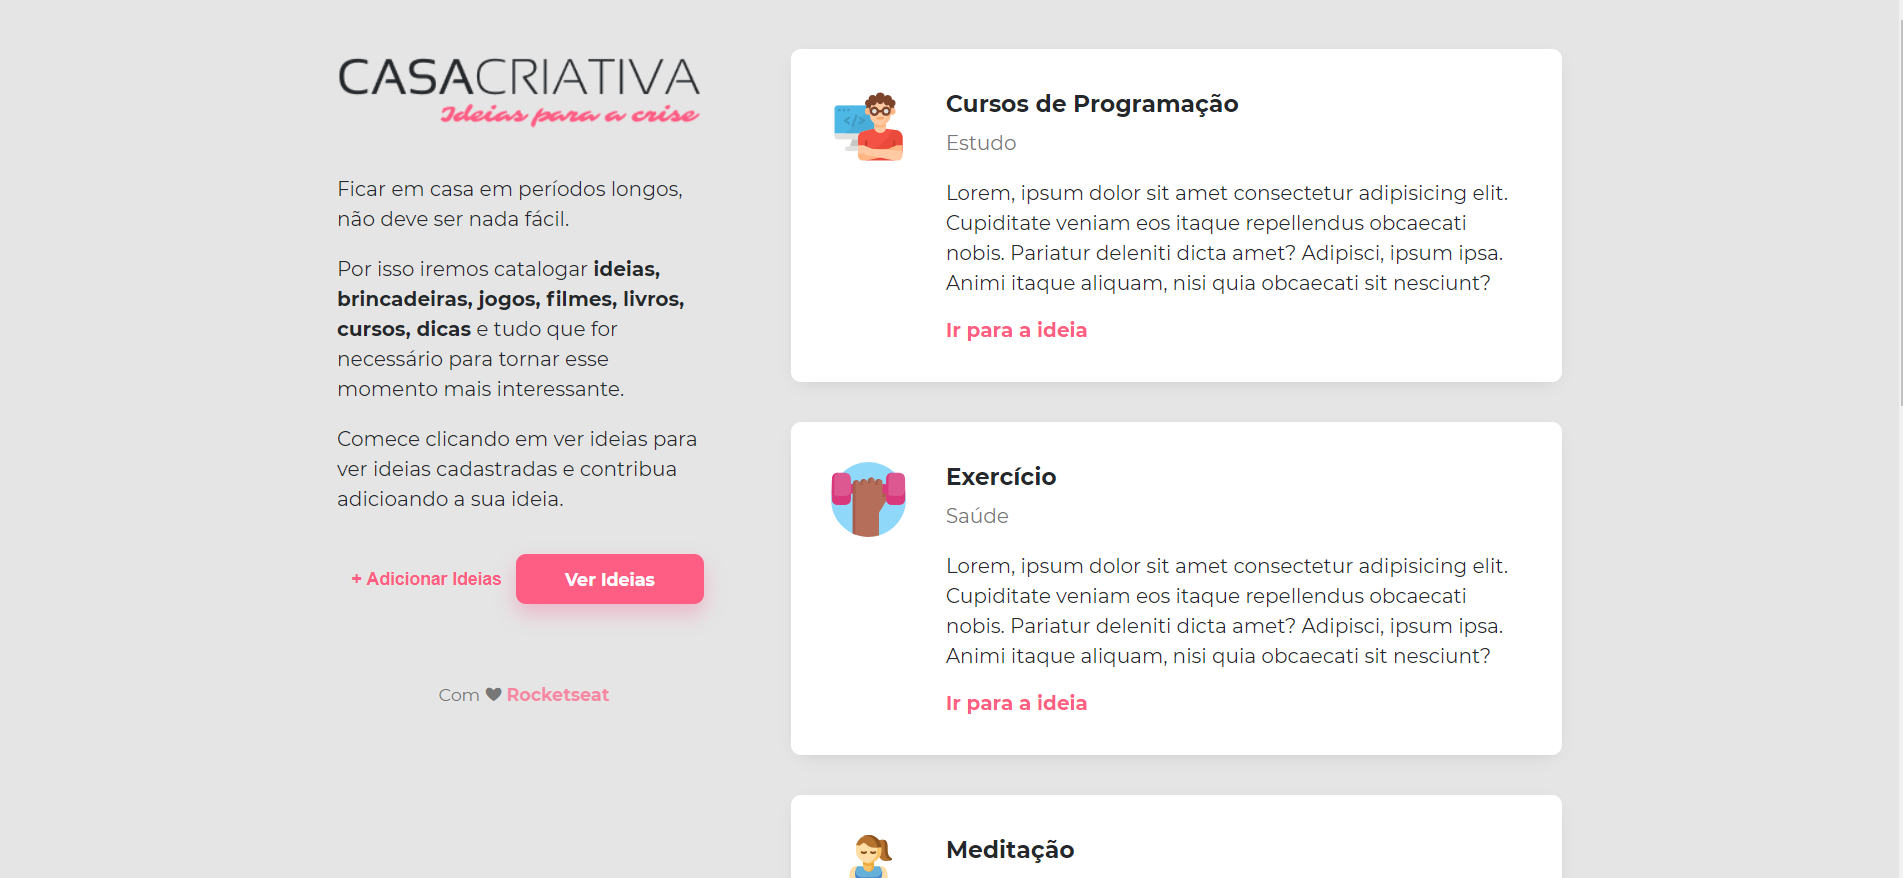 CASACRIATIVA
Ideias para a crise
Ficar em casa em períodos longos,
não deve ser nada fácil.
Por isso iremos catalogar ideias,
brincadeiras, jogos, filmes, livros,
cursos, dicas e tudo que for
necessário para tornar esse
momento mais interessante.
Comece clicando em ver ideias para
ver ideias cadastradas e contribua
adicioando a sua ideia.
+ Adicionar Ideias
Ver Ideias
Com ♥ Rocketseat
Cursos de Programação
Estudo
Lorem, ipsum dolor sit amet consectetur adipisicing elit.
Cupiditate veniam eos itaque repellendus obcaecati
nobis. Pariatur deleniti dicta amet? Adipisci, ipsum ipsa.
Animi itaque aliquam, nisi quia obcaecati sit nesciunt?
Ir para a ideia
Exercício
Saúde
Lorem, ipsum dolor sit amet consectetur adipisicing elit.
Cupiditate veniam eos itaque repellendus obcaecati
nobis. Pariatur deleniti dicta amet? Adipisci, ipsum ipsa.
Animi itaque aliquam, nisi quia obcaecati sit nesciunt?
Ir para a ideia
Meditação